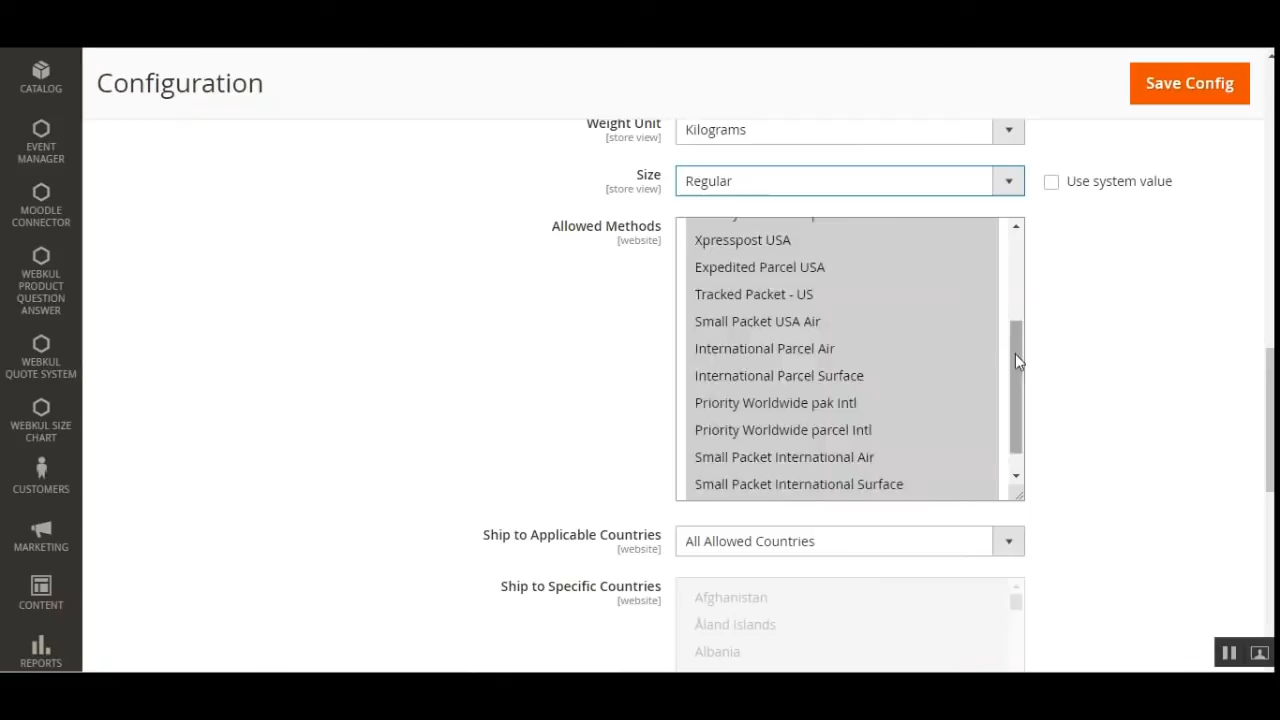 CATALOG
EVENT
MANAGER
MOODLE
CONNECTOR
WEBKUL
PRODUCT
QUESTION
ANSWER
WEBKUL
QUOTE SYSTEM
WEBKUL SIZE
CHART
CUSTOMERS
MARKETING
CONTENT
REPORTS
Configuration
Save Config
Weight Unit
[store view]
Kilograms
Size
[store view]
Regular
Use system value
Allowed Methods
[website]
Xpresspost USA
Expedited Parcel USA
Tracked Packet - US
Small Packet USA Air
International Parcel Air
International Parcel Surface
Priority Worldwide pak Intl
Priority Worldwide parcel Intl
Small Packet International Air
Small Packet International Surface
Ship to Applicable Countries
[website]
All Allowed Countries
Ship to Specific Countries
[website]
Afghanistan
Åland Islands
Albania